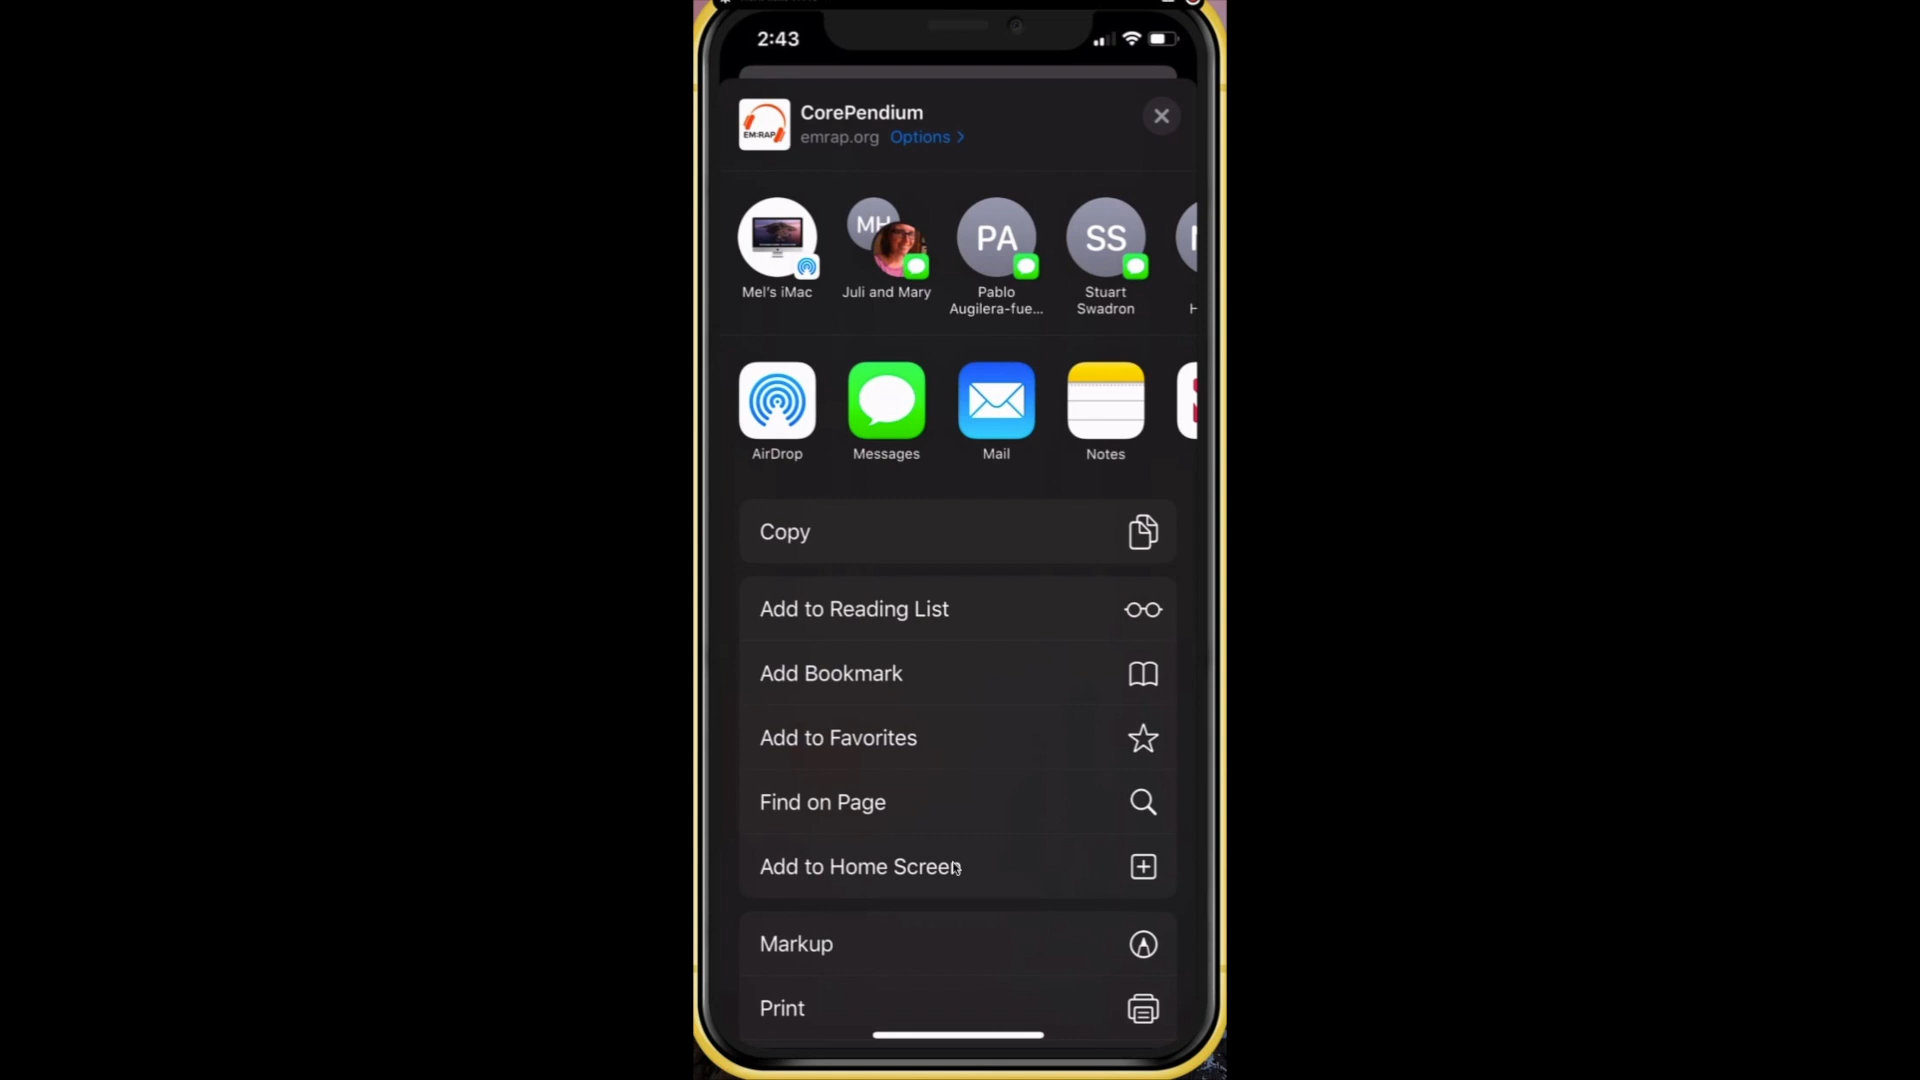 2:43
CorePendium
EM:RAP
emrap.org Options >
MH
PA
SS
Mel's iMac
Juli and Mary
Pablo
Augilera-fue...
Stuart
Swadron
H
AirDrop
Messages
Mail
Notes
Copy
Add to Reading List
Add Bookmark
Add to Favorites
Find on Page
Add to Home Screen
Markup
Print